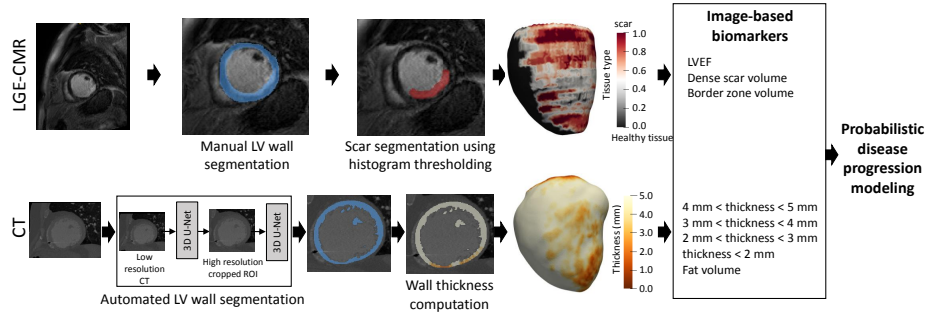 LGE-CMR
Manual LV wall
segmentation
Scar segmentation using
histogram thresholding
scar
1.0
0.8
0.6
0.4
0.2
0.0
Tissue type
Healthy tissue
Image-based
biomarkers
LVEF
Dense scar volume
Border zone volume
4 mm < thickness < 5 mm
3 mm < thickness < 4 mm
2 mm < thickness < 3 mm
thickness < 2 mm
Fat volume
Probabilistic
disease
progression
modeling
CT
Low
resolution
CT
3D U-Net
High resolution
cropped ROI
3D U-Net
Automated LV wall segmentation
Wall thickness
computation
Thickness (mm)
5.0
4.0
3.0
2.0
1.0
0.0